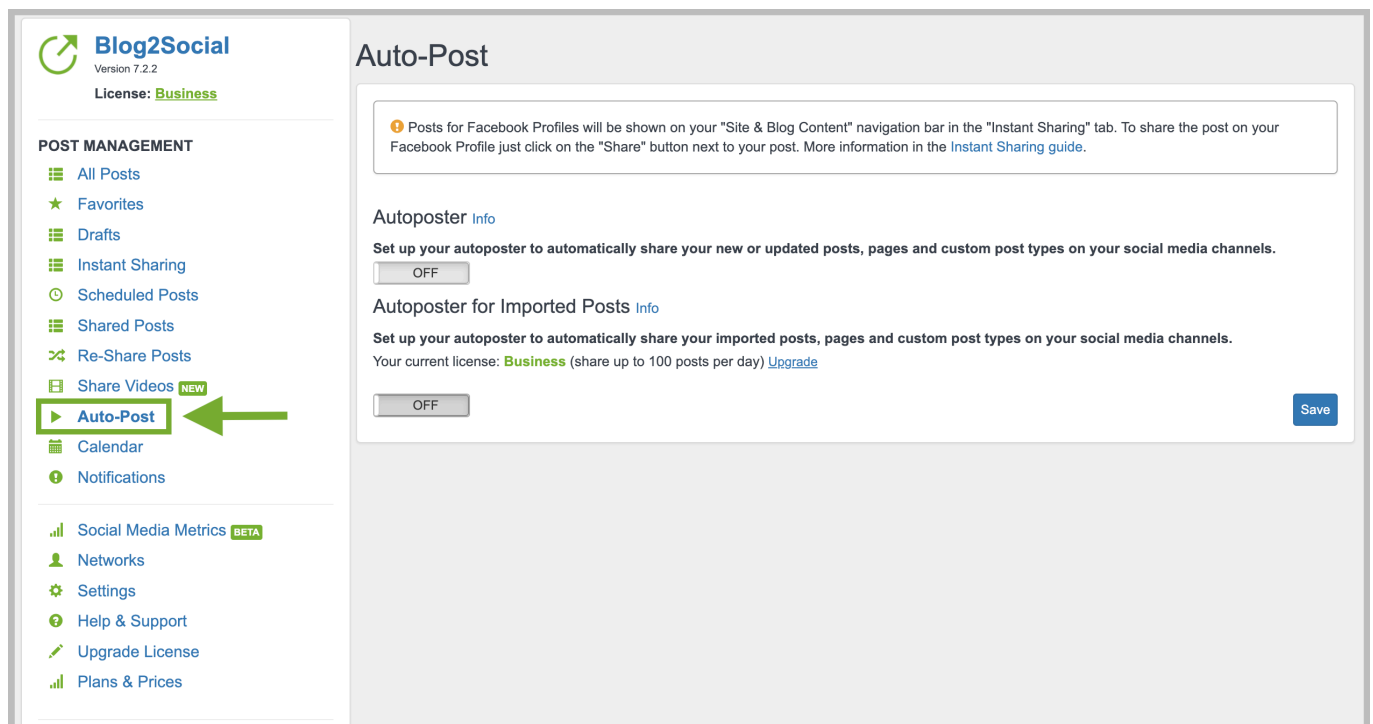 Blog2Social
Version 7.2.2
License: Business
POST MANAGEMENT
All Posts
Favorites
Drafts
Instant Sharing
Scheduled Posts
Shared Posts
Re-Share Posts
Share Videos NEW
Auto-Post
Calendar
Notifications
Social Media Metrics BETA
Networks
Settings
Help & Support
Upgrade License
Plans & Prices
Auto-Post
Posts for Facebook Profiles will be shown on your "Site & Blog Content" navigation bar in the "Instant Sharing" tab. To share the post on your
Facebook Profile just click on the "Share" button next to your post. More information in the Instant Sharing guide.
Autoposter Info
Set up your autoposter to automatically share your new or updated posts, pages and custom post types on your social media channels.
OFF
Autoposter for Imported Posts Info
Set up your autoposter to automatically share your imported posts, pages and custom post types on your social media channels.
Your current license: Business (share up to 100 posts per day) Upgrade
OFF
Save